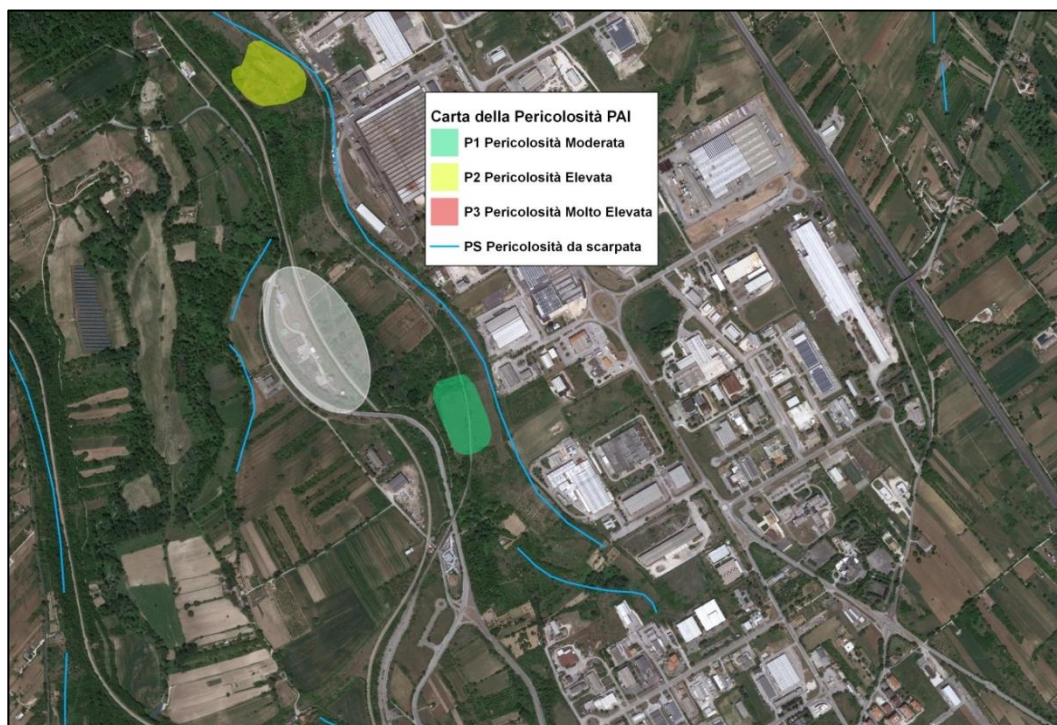 Carta della Pericolosità PAI
P1 Pericolosità Moderata
P2 Pericolosità Elevata
P3 Pericolosità Molto Elevata
PS Pericolosità da scarpata